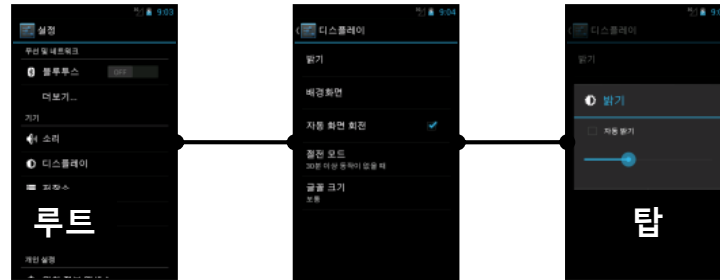 9:03
설정
무선 및 네트워크
블루투스 OFF
더보기...
기기
소리
디스플레이
저장소
루트
개인 설정
9:04
디스플레이
밝기
배경화면
자동 화면 회전
절전 모드
30분 이상 동작이 없을 때
글꼴 크기
보통
디스플레이
밝기
밝기
자동 밝기
탑